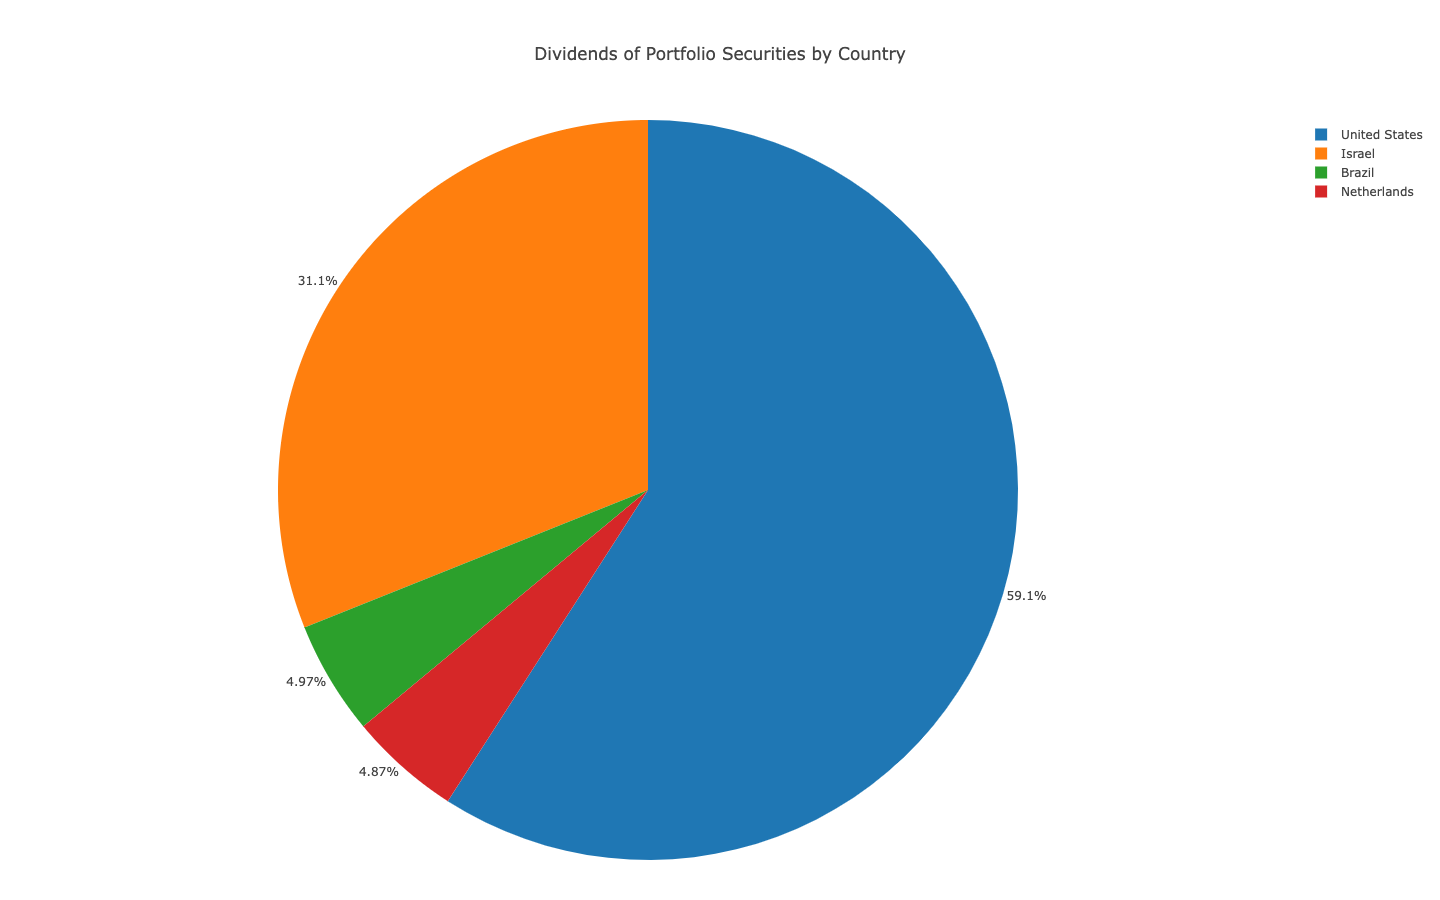 Dividends of Portfolio Securities by Country
United States
Israel
Brazil
Netherlands
31.1%
59.1%
4.97%
4.87%